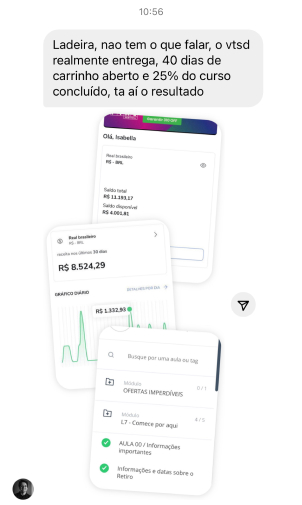 10:56
Ladeira, nao tem o que falar, o vtsd
realmente entrega, 40 dias de
carrinho aberto e 25% do curso
concluído, ta aí o resultado
Olá, Isabella
Real brasileiro
R$ - BRL
Saldo total
R$ 11.193,17
Saldo disponível
R$ 4.001,81
Real brasileiro
R$ - BRL
receita nos últimos 30 dias
R$ 8.524,29
GRÁFICO DIÁRIO
R$ 1.332,93
Busque por uma aula ou tag
Módulo
0 / 1
OFERTAS IMPERDÍVEIS
Módulo
4 / 5
L7 - Comece por aqui
AULA 00 / Informações
importantes
Informações e datas sobre o
Retiro